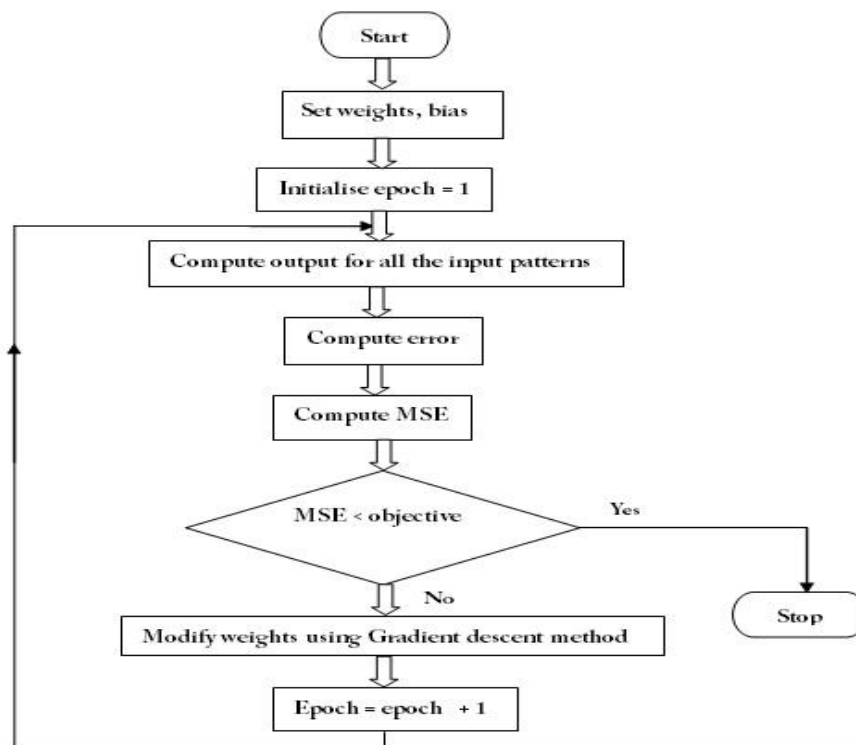 Start
Set weights, bias
Initialise epoch = 1
Compute output for all the input patterns
Compute error
Compute MSE
MSE < objective
Yes
No
Stop
Modify weights using Gradient descent method
Epoch = epoch + 1